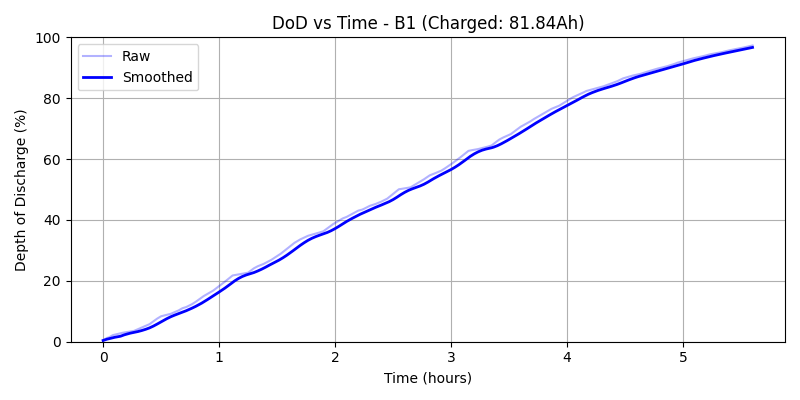 DoD vs Time - B1 (Charged: 81.84Ah)
Raw
Smoothed
Depth of Discharge (%)
100
80
60
40
20
0
0 1 2 3 4 5
Time (hours)